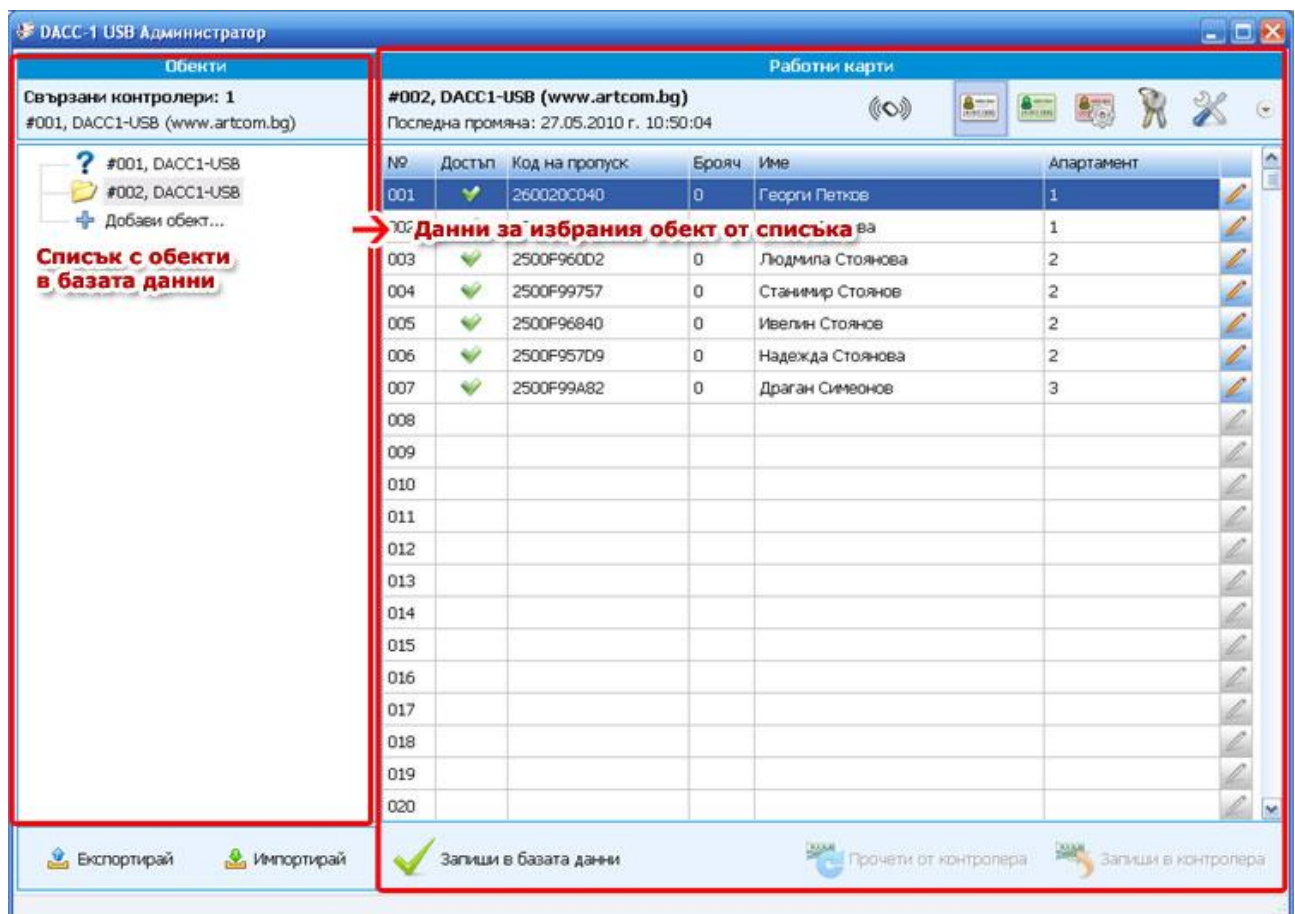 DACC-1 USB Администратор
Обекти
Свързани контролери: 1
#001, DACC1-USB (www.artcom.bg)
#001, DACC1-USB
#002, DACC1-USB
Добави обект...
Списък с обекти
в базата данни
Експортирай Импортирай
Работни карти
#002, DACC1-USB (www.artcom.bg)
Последна промяна: 27.05.2010 г. 10:50:04
№ Достъп Код на пропуск Брояч Име Апартамент
001 260020C040 0 Георги Петков 1
Данни за избрания обект от списъка ва 1
003 2500F960D2 0 Людмила Стоянова 2
004 2500F99757 0 Станимир Стоянов 2
005 2500F96840 0 Ивелин Стоянов 2
006 2500F957D9 0 Надежда Стоянова 2
007 2500F99A82 0 Драган Симеонов 3
008
009
010
011
012
013
014
015
016
017
018
019
020
Запиши в базата данни Прочети от контролера Запиши в контролера